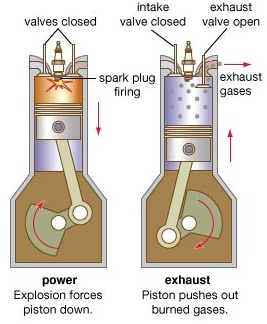 valves closed
intake
valve closed
exhaust
valve open
spark plug
firing
exhaust
gases
power
Explosion forces
piston down.
exhaust
Piston pushes out
burned gases.